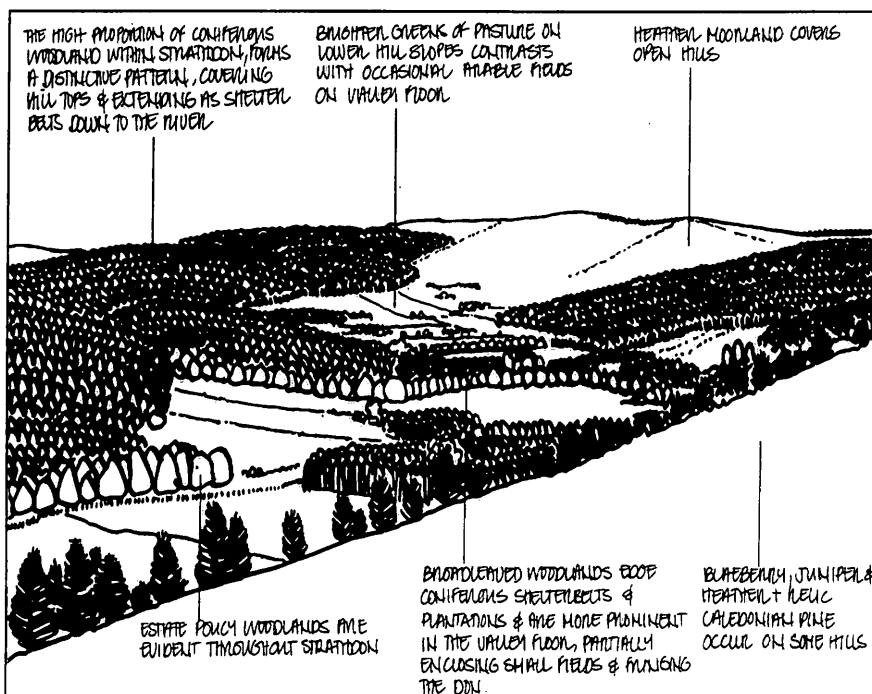 THE HIGH PROPORTION OF CONIFEROUS
WOODLAND WITHIN STRATHDON, FORMS
A DISTINCTIVE PATTERN, COVERING
HILL TOPS & EXTENDING AS SHELTER
BELTS DOWN TO THE RIVER
BRIGHTER GREENS OF PASTURE ON
LOWER HILL SLOPES CONTRASTS
WITH OCCASIONAL ARABLE FIELDS
ON VALLEY FLOOR
HEATHER MOORLAND COVERS
OPEN HILLS
ESTATE POLICY WOODLANDS ARE
EVIDENT THROUGHOUT STRATHDON
BROADLEAVED WOODLANDS EDGE
CONIFEROUS SHELTERBELTS &
PLANTATIONS & ARE MORE PROMINENT
IN THE VALLEY FLOOR, PARTIALLY
ENCLOSING SMALL FIELDS & FRINGING
THE DON.
BLAEBERRY, JUNIPER &
HEATHER + RELIC
CALEDONIAN PINE
OCCUR ON SOME HILLS